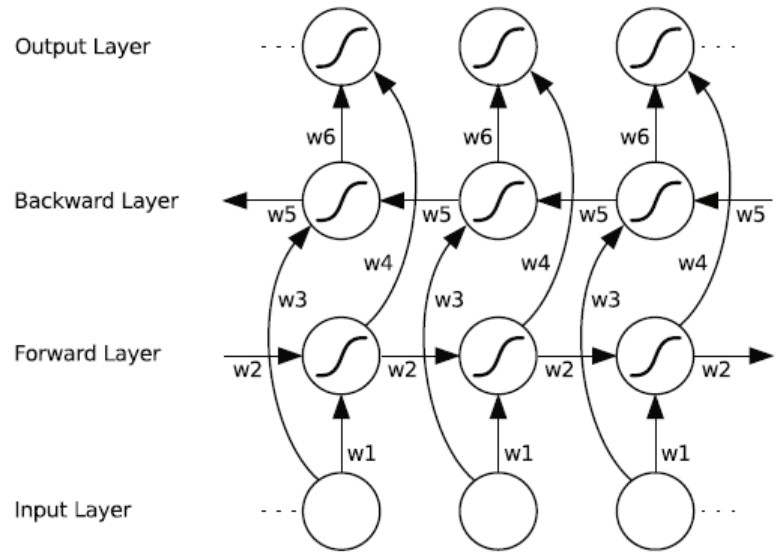 Output Layer
w6 w6 w6
Backward Layer
w5 w5 w5 w5
w4 w4 w4
w3 w3 w3
Forward Layer
w2 w2 w2 w2
w1 w1 w1
Input Layer